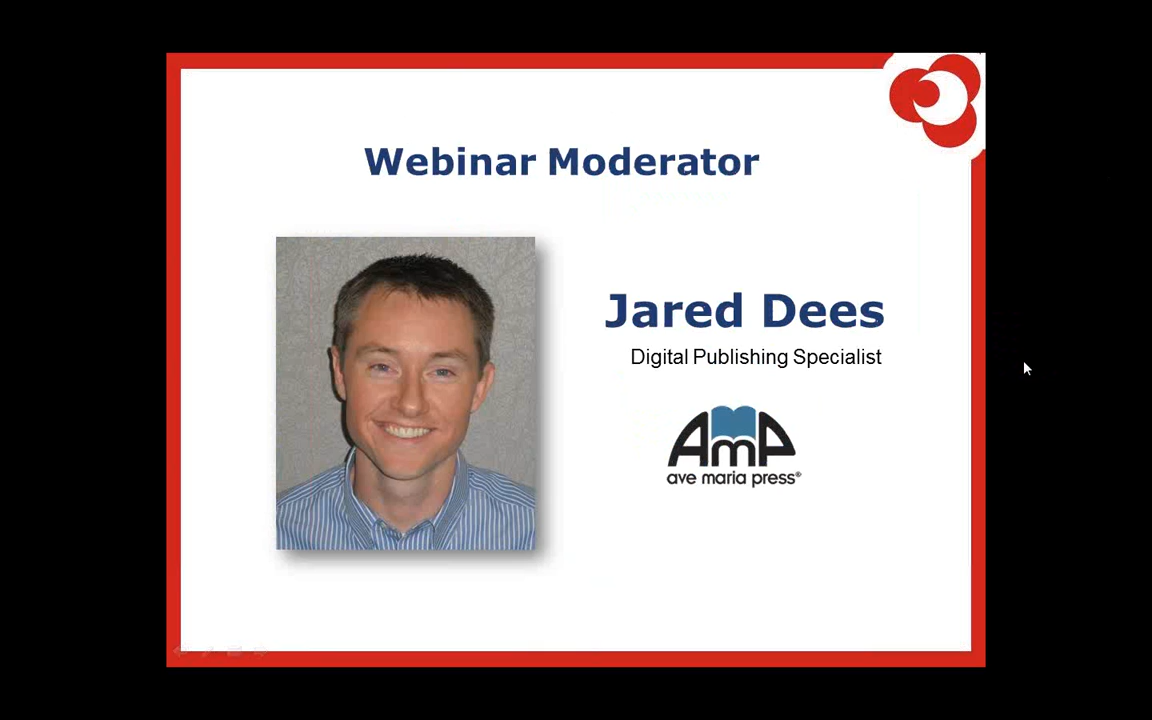 Webinar Moderator
Jared Dees
Digital Publishing Specialist
AmP
ave maria press®